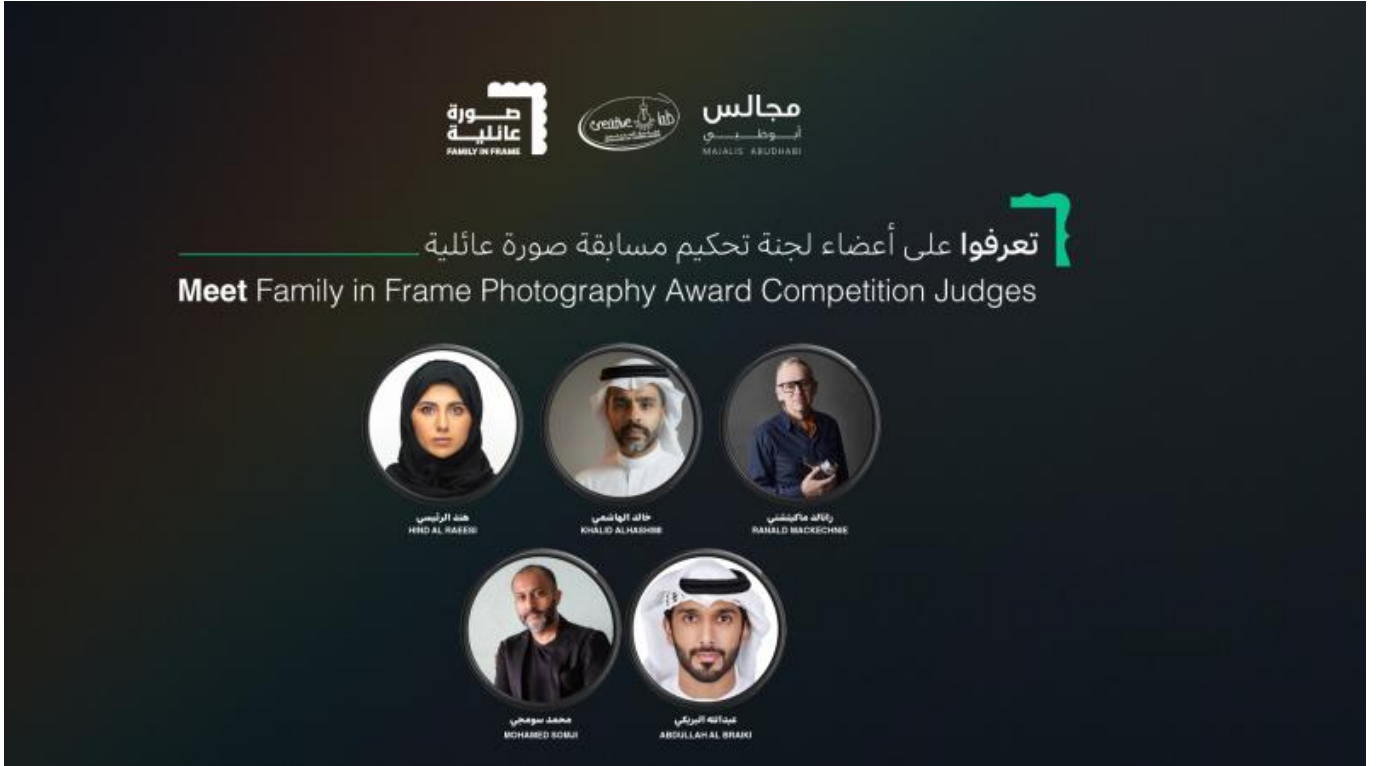 صورة
عائلية
FAMILY IN FRAME
creative lab
مجالس
أبوظبي
MAJALIS ABUDHABI
تعرفوا على أعضاء لجنة تحكيم مسابقة صورة عائلية
Meet Family in Frame Photography Award Competition Judges
هند الرئيسي
HIND AL RAEESI
خالد الهاشمي
KHALID ALHASHMI
رانالد ماكيتشني
RANALD MACKECHNIE
محمد سومجي
MOHAMED SOMJI
عبدالله البريكي
ABDULLAH AL BRAIKI